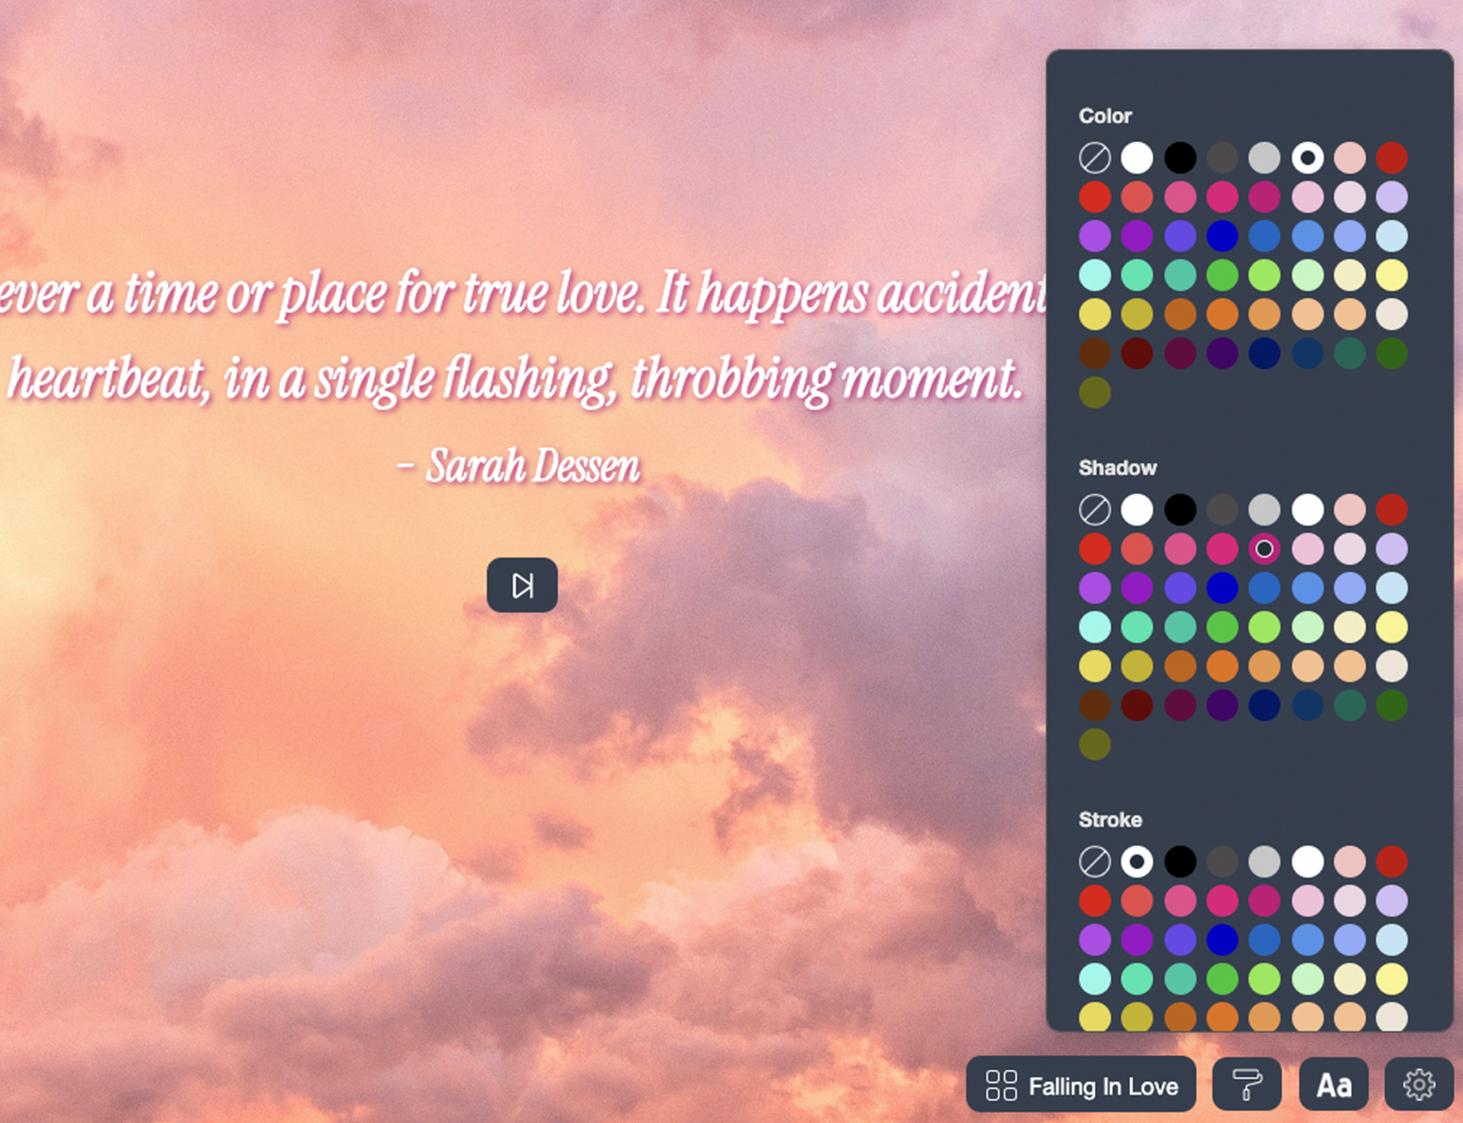 ever a time or place for true love. It happens accident
heartbeat, in a single flashing, throbbing moment.
- Sarah Dessen
Color
Shadow
Stroke
Falling In Love
Aa